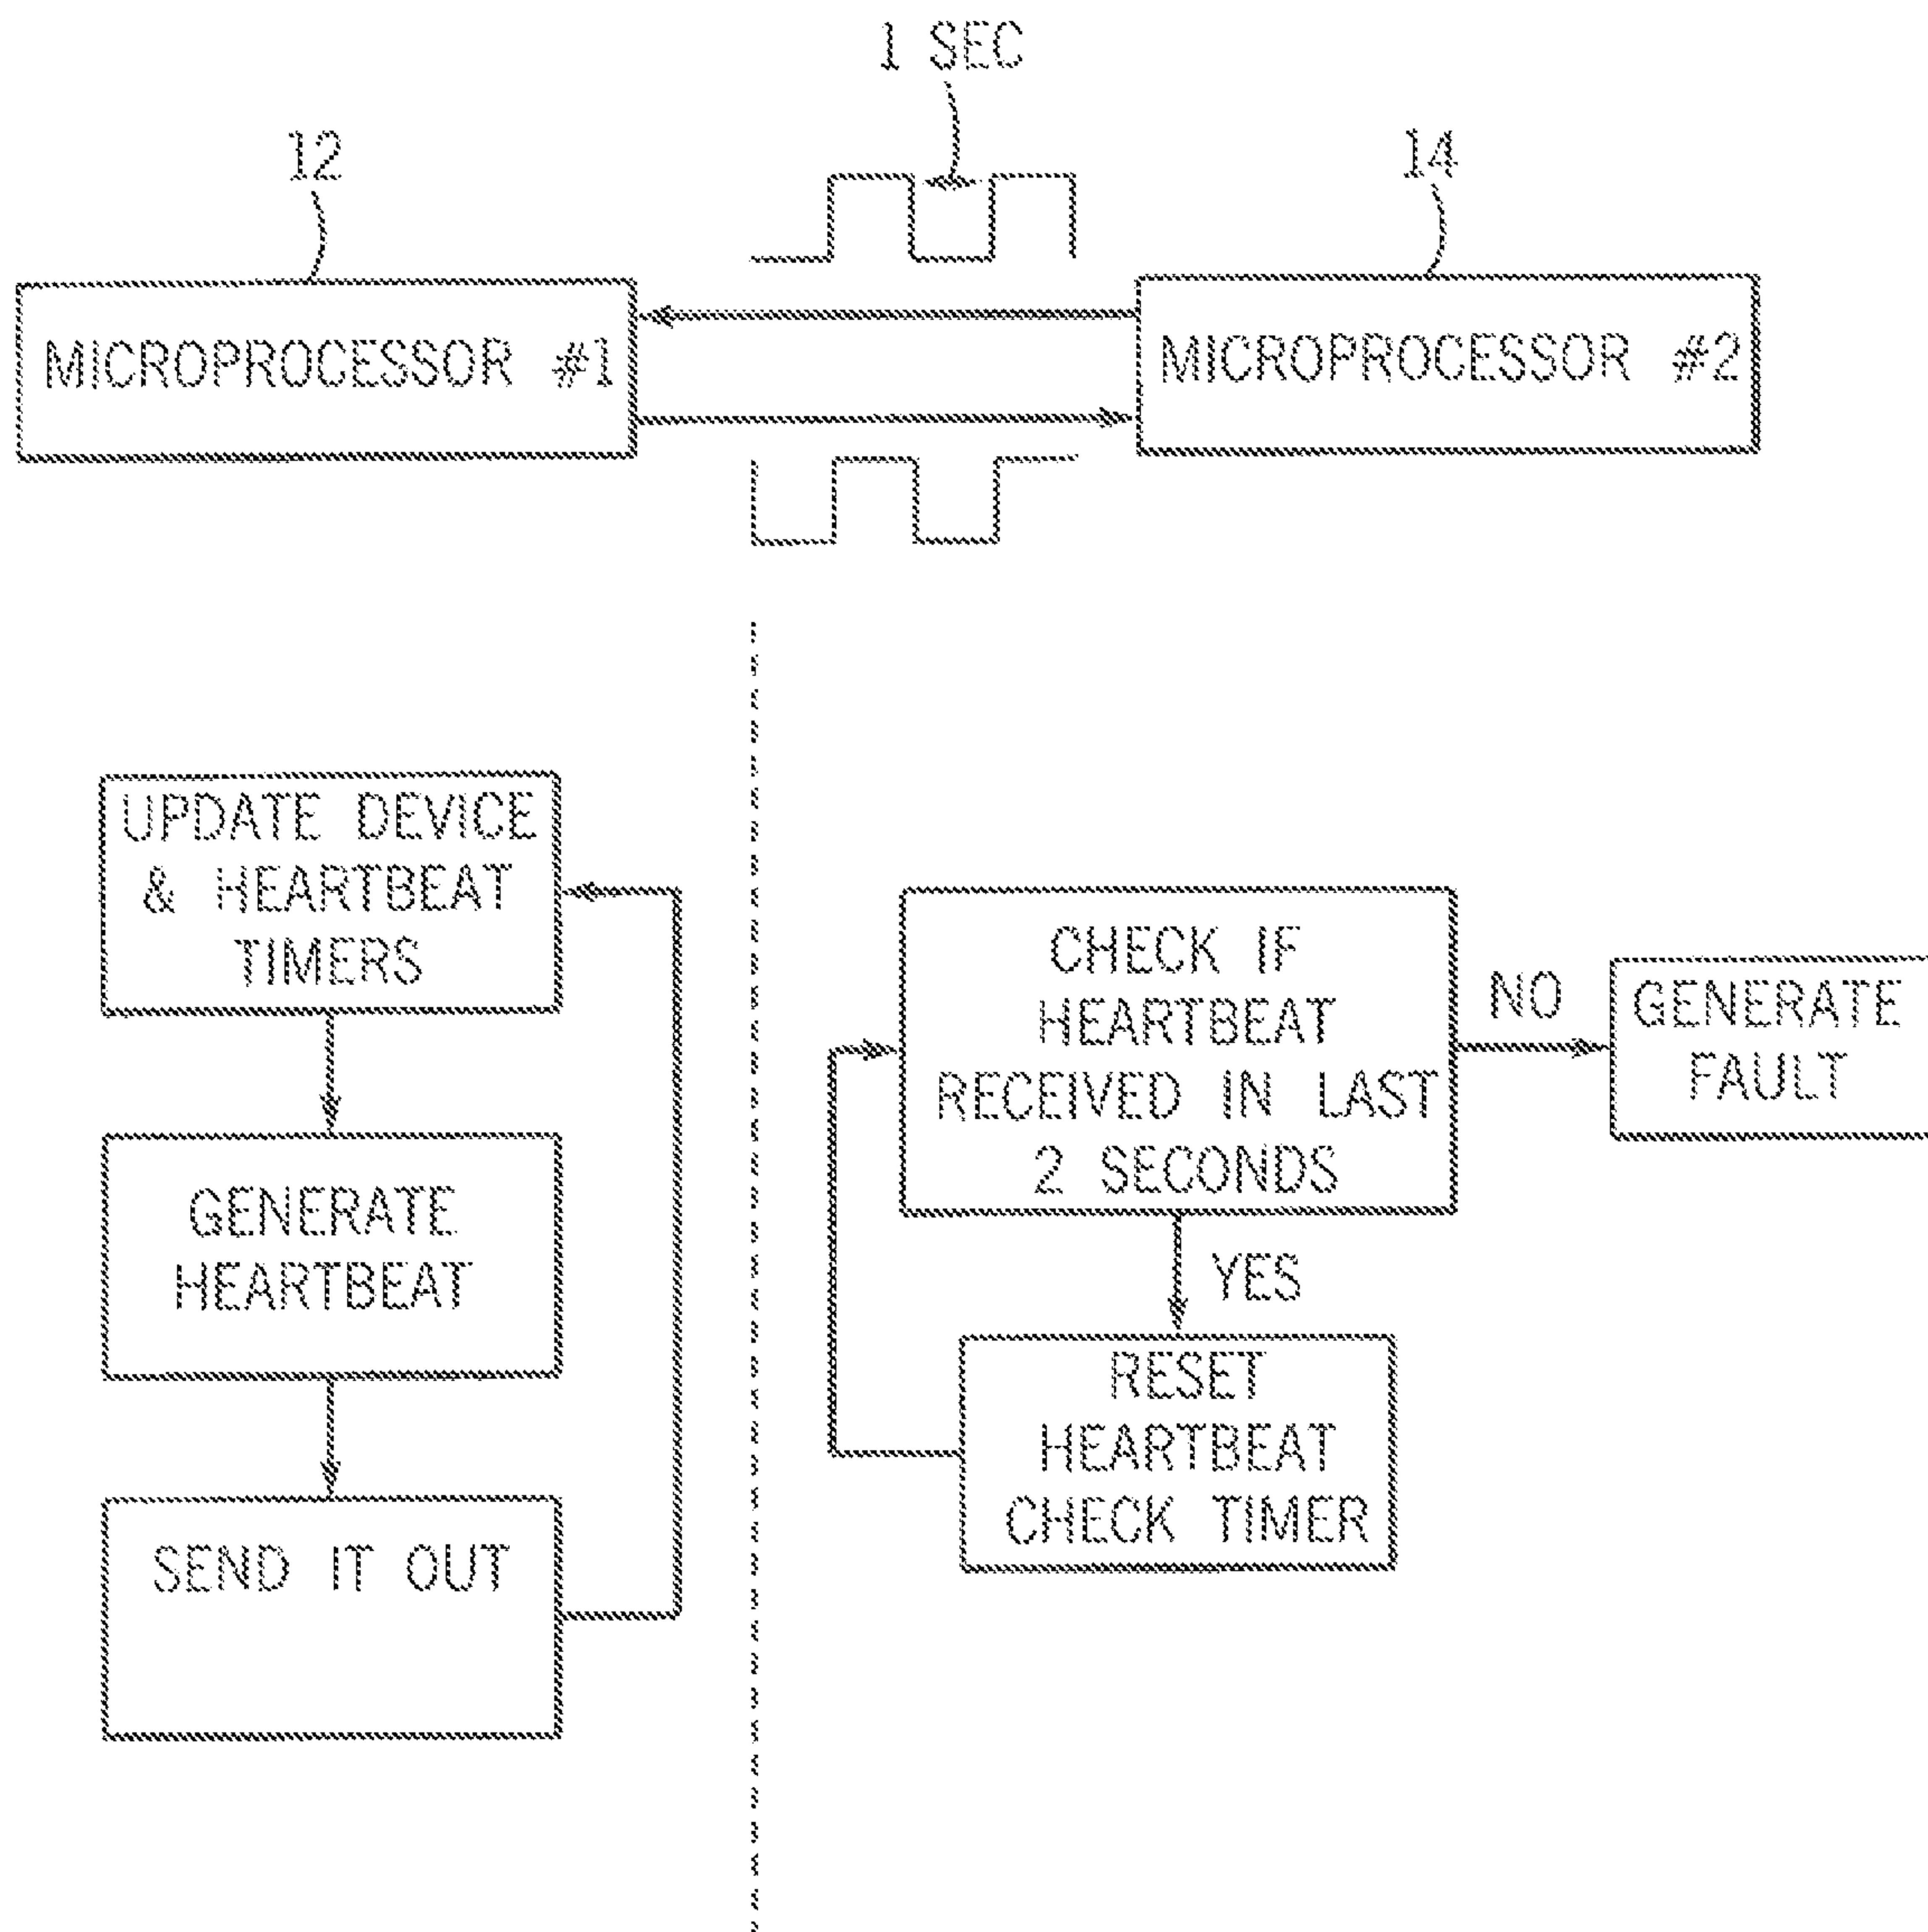 1 SEC
12
14
MICROPROCESSOR #1
MICROPROCESSOR #2
UPDATE DEVICE
& HEARTBEAT
TIMERS
GENERATE
HEARTBEAT
SEND IT OUT
CHECK IF
HEARTBEAT
RECEIVED IN LAST
2 SECONDS
NO
GENERATE
FAULT
YES
RESET
HEARTBEAT
CHECK TIMER